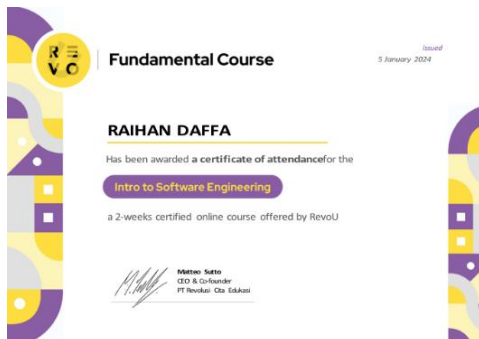 RE
VO
Fundamental Course
issued
5 January 2024
RAIHAN DAFFA
Has been awarded a certificate of attendancefor the
Intro to Software Engineering
a 2-weeks certified online course offered by RevoU
Matteo Sutto
CEO & Co-founder
PT Revolusi Cita Edukasi